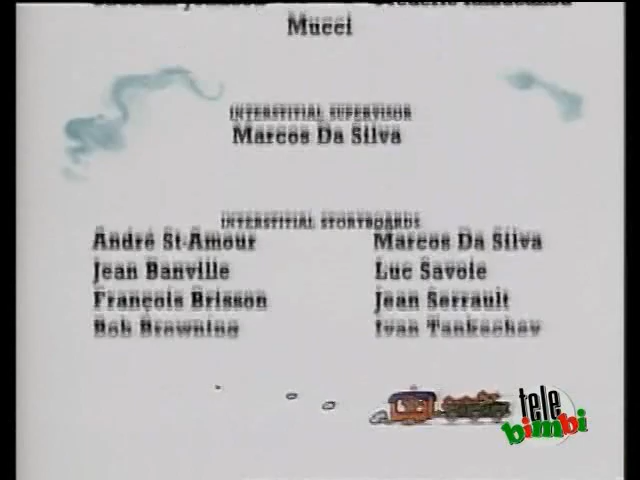 Mucci
INTERSTITIAL SUPERVISOR
Marcos Da Silva
INTERSTITIAL STORYBOARDS
André St-Amour Marcos Da Silva
Jean Banville Luc Savoie
François Brisson Jean Serrault
Bob Browning Ivan Tankechev
tele
bimbi